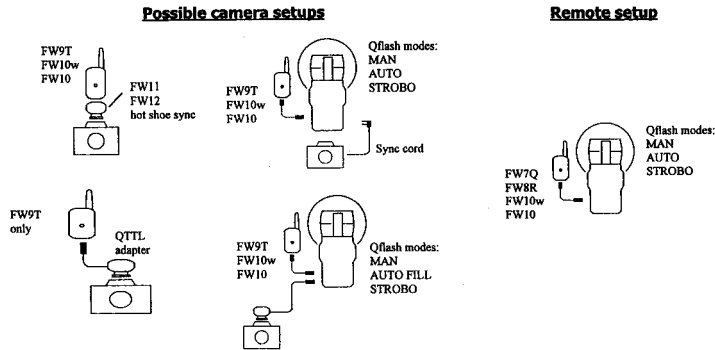 Possible camera setups
Remote setup
FW9T
FW10w
FW10
FW11
FW12
hot shoe sync
FW9T
FW10w
FW10
Qflash modes:
MAN
AUTO
STROBO
Sync cord
FW9T
only
QTTL
adapter
FW9T
FW10w
FW10
Qflash modes:
MAN
AUTO FILL
STROBO
FW7Q
FW8R
FW10w
FW10
Qflash modes:
MAN
AUTO
STROBO